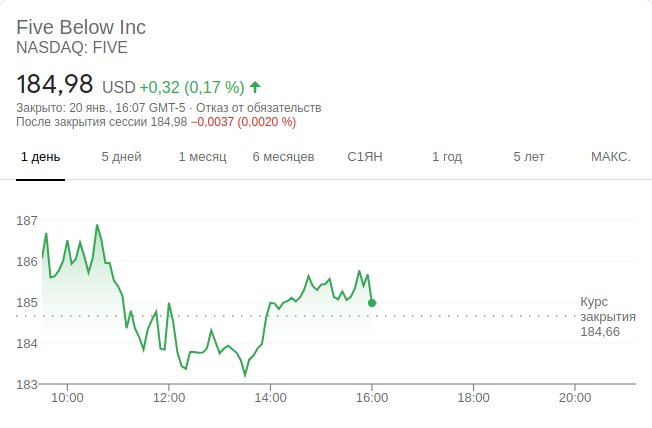 Five Below Inc
NASDAQ: FIVE
184,98 USD +0,32 (0,17 %)
Закрыто: 20 янв., 16:07 GMT-5 · Отказ от обязательств
После закрытия сессии 184,98 −0,0037 (0,0020 %)
1 день 5 дней 1 месяц 6 месяцев С1ЯН 1 год 5 лет МАКС.
187
186
185
184
183
Курс
закрытия
184,66
10:00 12:00 14:00 16:00 18:00 20:00